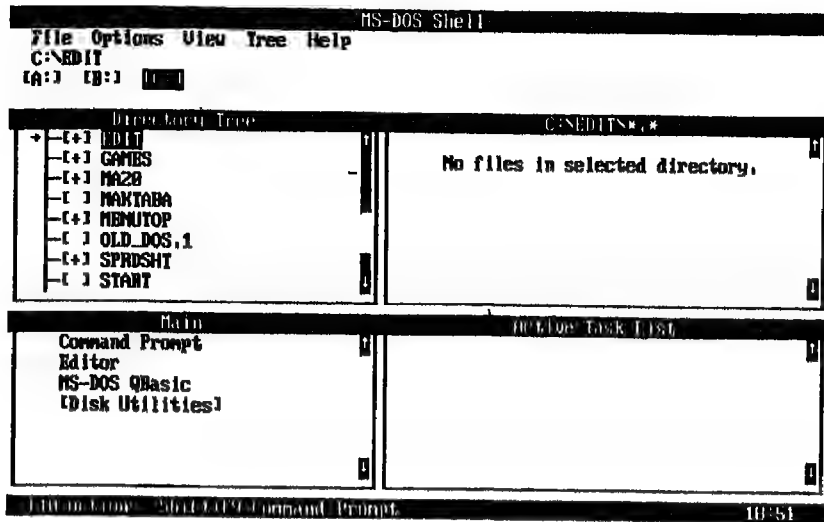 MS-DOS Shell
File Options View Tree Help
C:\EDIT
[A:] [B:]
Directory Tree
C:\EDIT\*.*
[+] EDIT
[+] GAMES
[+] MA20
[ ] MAKTABA
[+] MENUTOP
[ ] OLD_DOS.1
[+] SPRDSHT
[ ] START
No files in selected directory.
Main
Active Task List
Command Prompt
Editor
MS-DOS QBasic
[Disk Utilities]
Command Prompt